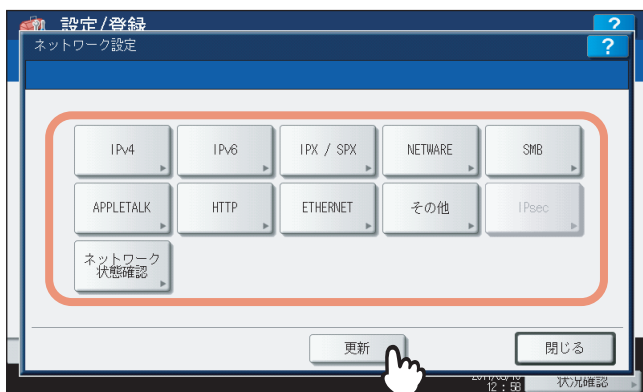 設定/登録
?
ネットワーク設定
?
IPv4
IPv6
IPX / SPX
NETWARE
SMB
APPLETALK
HTTP
ETHERNET
その他
IPsec
ネットワーク
状態確認
更新
閉じる
12:58
状況確認